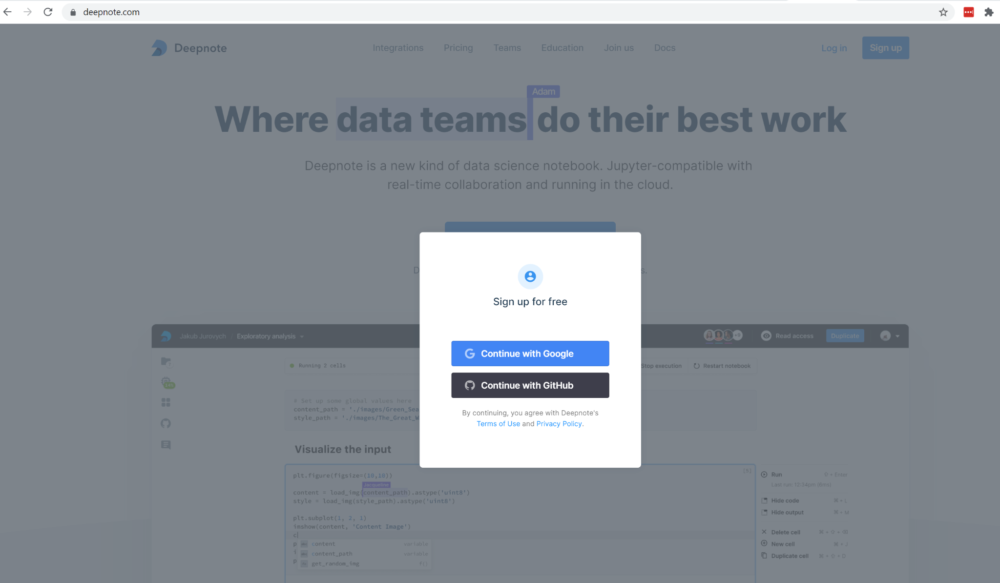 deepnote.com
Deepnote
Integrations Pricing Teams Education Join us Docs
Log in Sign up
Adam
Where data teams do their best work
Deepnote is a new kind of data science notebook. Jupyter-compatible with
real-time collaboration and running in the cloud.
Sign up for free
Continue with Google
Continue with GitHub
By continuing, you agree with Deepnote's
Terms of Use and Privacy Policy.
Jakub Jurovych / Exploratory analysis
+9 Read access Duplicate
Running 2 cells
Stop execution Restart notebook
7
14%
# Set up some global values here
content_path = './images/Green_Sea
style_path = './images/The_Great_W
Visualize the input
[5]
plt.figure(figsize=(10,10))
Jacqueline
content = load_img(content_path).astype('uint8')
style = load_img(style_path).astype('uint8')
plt.subplot(1, 2, 1)
imshow(content, 'Content Image')
c
p
i
p
abc content variable
abc content_path variable
fx get_random_img f()
Run ⇧ + Enter
Last run: 12:34pm (6ms)
Hide code ⌘ + L
Hide output ⌘ + M
Delete cell ⌘ + ⇧ + ⌫
New cell ⌘ + J
Duplicate cell ⌘ + ⇧ + D